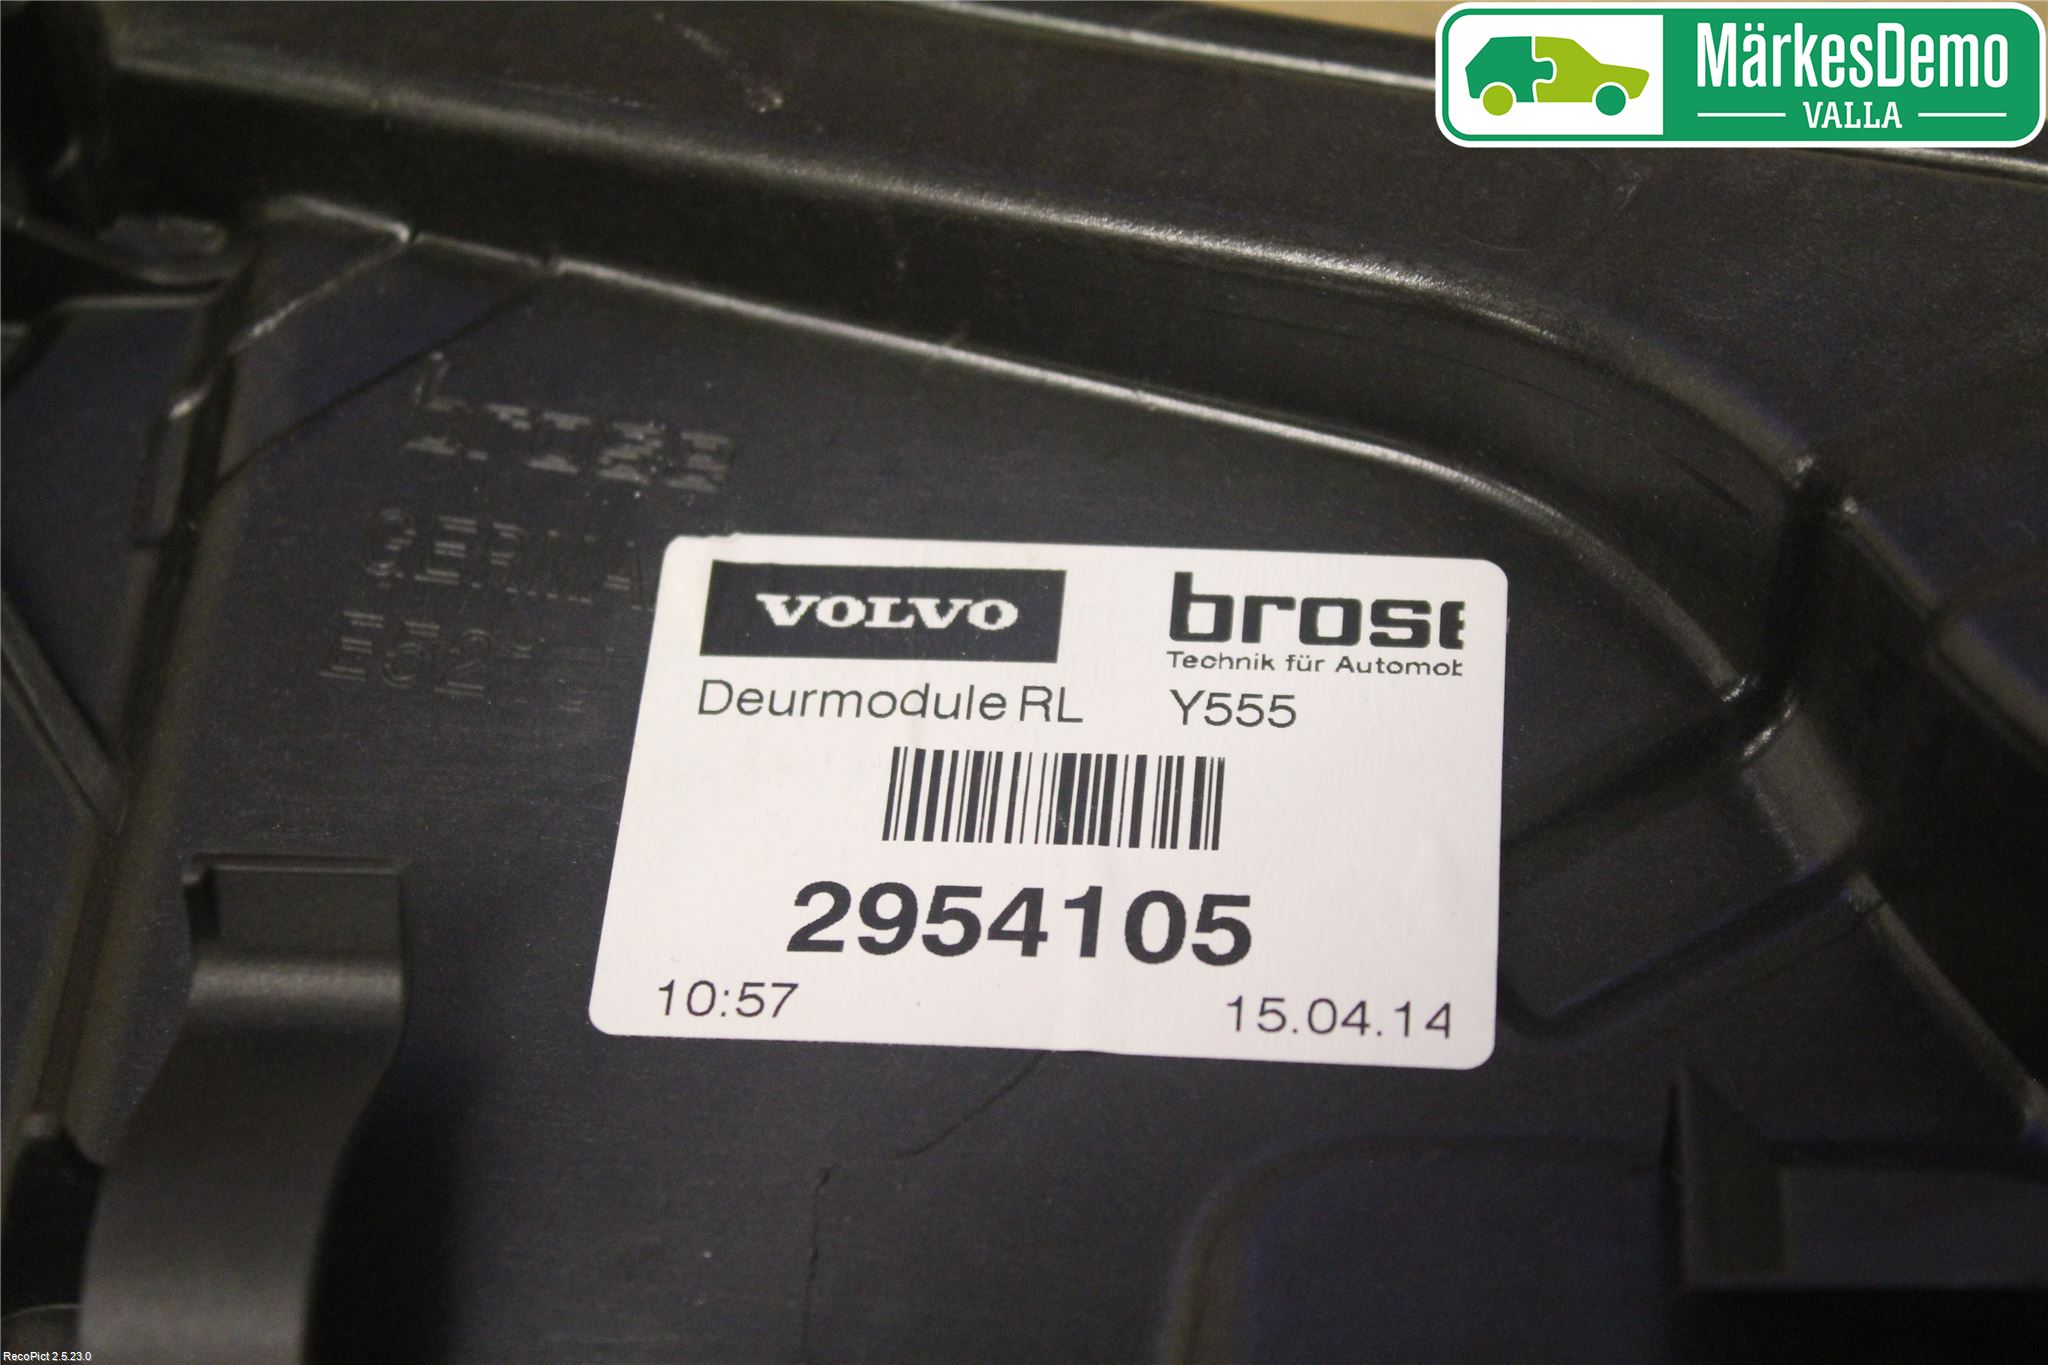 MärkesDemo
VALLA
VOLVO
brose
Technik für Automob
Deurmodule RL Y555
2954105
10:57 15.04.14
RecoPict 2.5.23.0